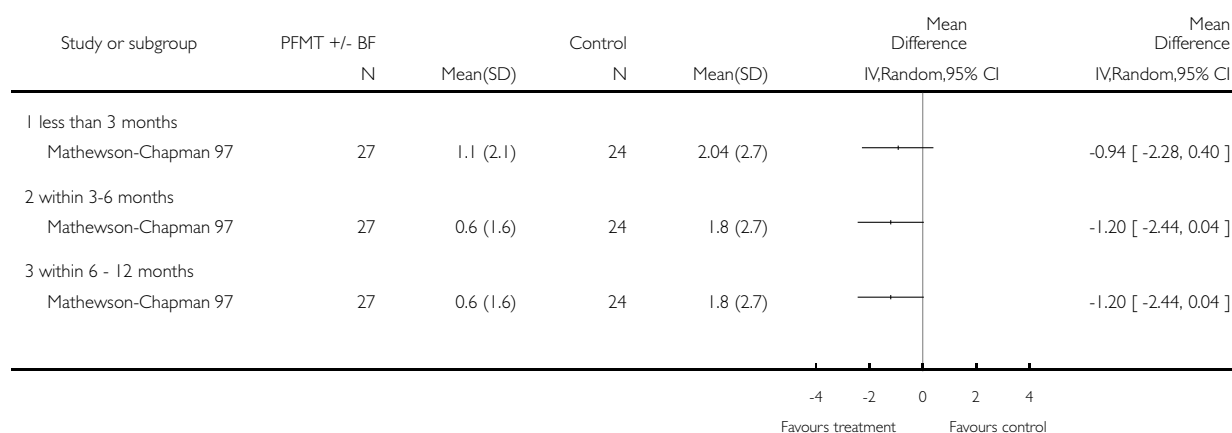 Study or subgroup PFMT +/- BF Control Mean Difference Mean Difference
N Mean(SD) N Mean(SD) IV,Random,95% CI IV,Random,95% CI
1 less than 3 months
Mathewson-Chapman 97 27 1.1 (2.1) 24 2.04 (2.7) -0.94 [ -2.28, 0.40 ]
2 within 3-6 months
Mathewson-Chapman 97 27 0.6 (1.6) 24 1.8 (2.7) -1.20 [ -2.44, 0.04 ]
3 within 6 - 12 months
Mathewson-Chapman 97 27 0.6 (1.6) 24 1.8 (2.7) -1.20 [ -2.44, 0.04 ]
-4 -2 0 2 4
Favours treatment Favours control